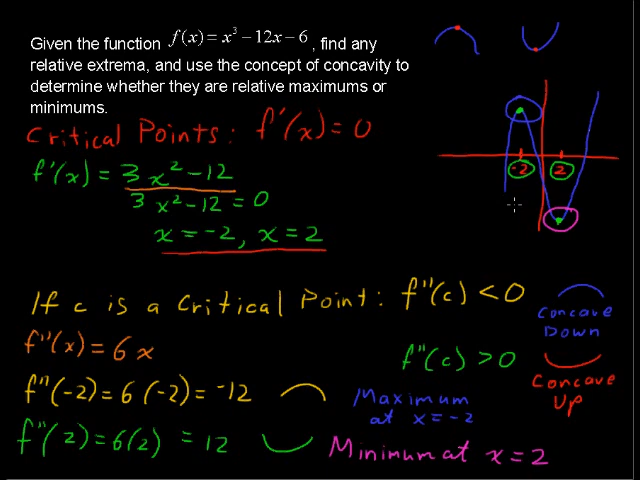 Given the function f(x) = x³ − 12x − 6 , find any
relative extrema, and use the concept of concavity to
determine whether they are relative maximums or
minimums.
Critical Points: f'(x) = 0
f'(x) = 3x² − 12
3x² − 12 = 0
x = −2, x = 2
-2 2
If c is a Critical Point: f''(c) < 0
Concave
Down
f''(x) = 6x
f''(c) > 0
Concave
Up
f''(−2) = 6(−2) = −12
Maximum
at x = −2
f''(2) = 6(2) = 12
Minimum at x = 2